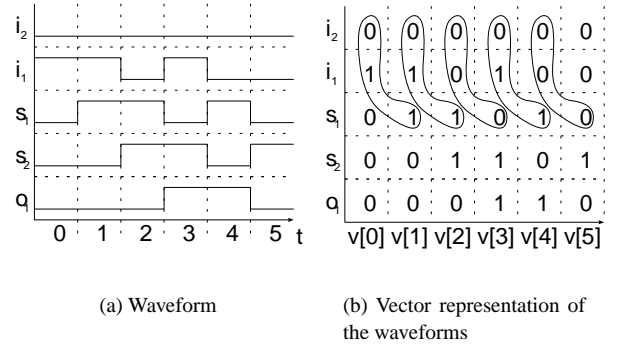 i2
i1
s1
s2
o1
0 1 2 3 4 5 t
(a) Waveform
i2 0 0 0 0 0 0
i1 1 1 0 1 0 0
s1 0 1 1 0 1 0
s2 0 0 1 1 0 1
o1 0 0 0 1 1 0
v[0] v[1] v[2] v[3] v[4] v[5]
(b) Vector representation of
the waveforms